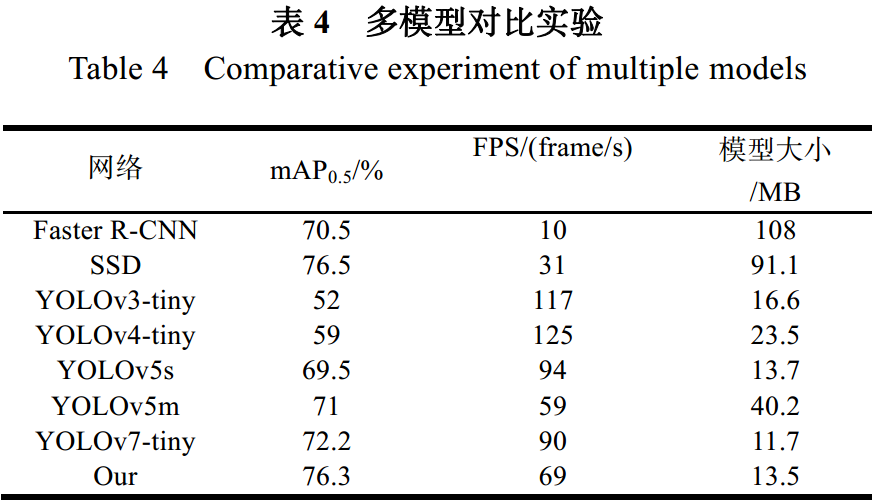 表 4 多模型对比实验
Table 4 Comparative experiment of multiple models
网络 mAP0.5/% FPS/(frame/s) 模型大小
/MB
Faster R-CNN 70.5 10 108
SSD 76.5 31 91.1
YOLOv3-tiny 52 117 16.6
YOLOv4-tiny 59 125 23.5
YOLOv5s 69.5 94 13.7
YOLOv5m 71 59 40.2
YOLOv7-tiny 72.2 90 11.7
Our 76.3 69 13.5